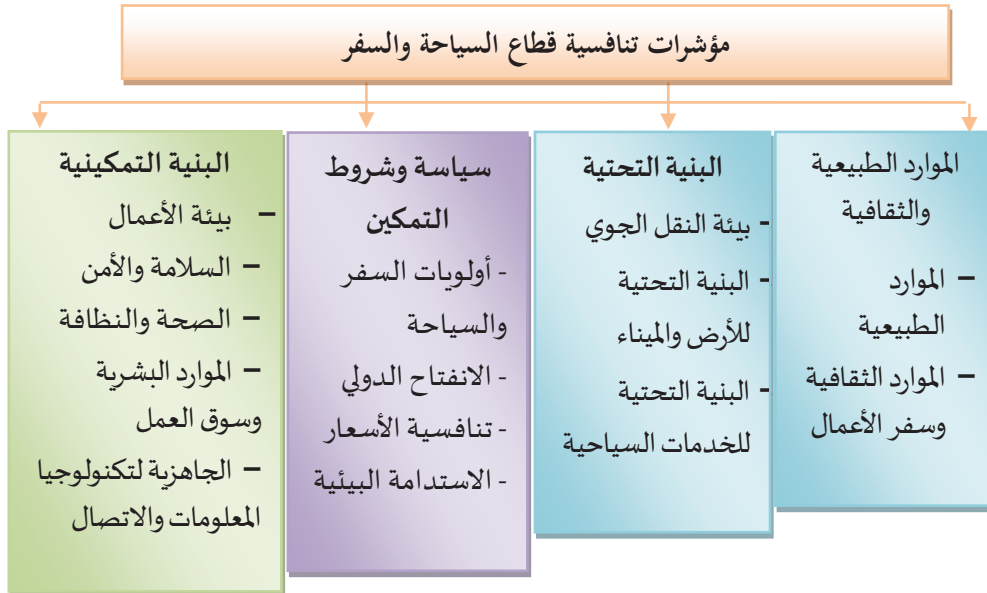 مؤشرات تنافسية قطاع السياحة والسفر
الموارد الطبيعية
والثقافية
– الموارد
الطبيعية
– الموارد الثقافية
وسفر الأعمال
البنية التحتية
- بيئة النقل الجوي
- البنية التحتية
للأرض والميناء
- البنية التحتية
للخدمات السياحية
سياسة وشروط
التمكين
- أولويات السفر
والسياحة
- الانفتاح الدولي
- تنافسية الأسعار
- الاستدامة البيئية
البنية التمكينية
– بيئة الأعمال
– السلامة والأمن
– الصحة والنظافة
– الموارد البشرية
وسوق العمل
– الجاهزية لتكنولوجيا
المعلومات والاتصال